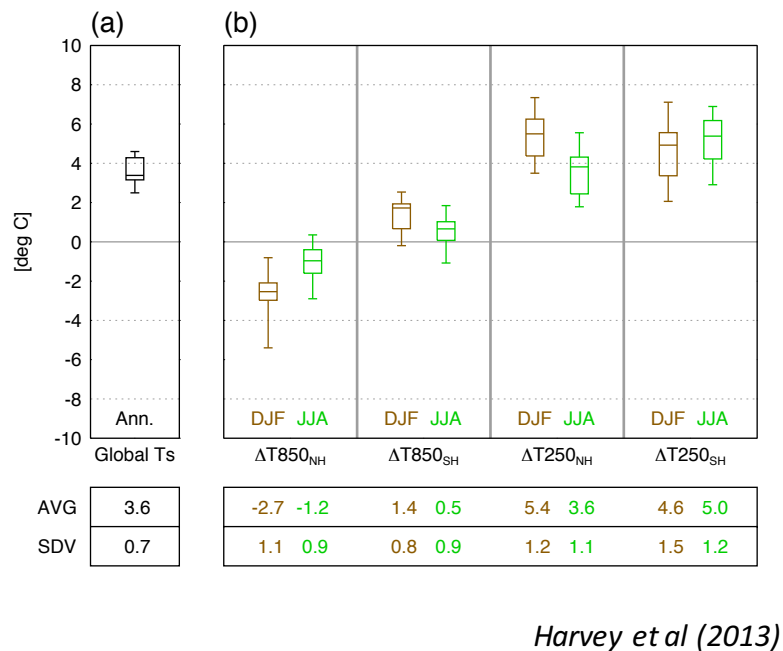 (a) (b)
10
8
6
4
2
0
-2
-4
-6
-8
-10
[deg C]
Ann. DJF JJA DJF JJA DJF JJA DJF JJA
Global Ts ΔT850NH ΔT850SH ΔT250NH ΔT250SH
AVG 3.6 -2.7 -1.2 1.4 0.5 5.4 3.6 4.6 5.0
SDV 0.7 1.1 0.9 0.8 0.9 1.2 1.1 1.5 1.2
Harvey et al (2013)